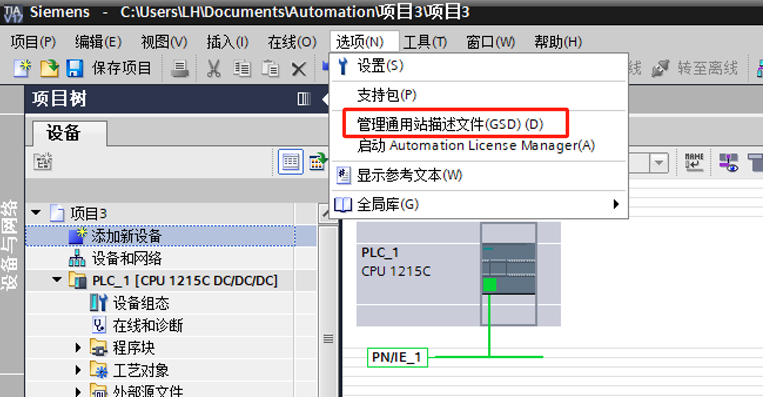 TIA V17 Siemens - C:\Users\LH\Documents\Automation\项目3\项目3
项目(P) 编辑(E) 视图(V) 插入(I) 在线(O) 选项(N) 工具(T) 窗口(W) 帮助(H)
保存项目 线 转至离线
设置(S)
支持包(P)
管理通用站描述文件(GSD) (D)
启动 Automation License Manager(A)
显示参考文本(W)
全局库(G)
项目树
设备
设备与网络
项目3
添加新设备
设备和网络
PLC_1 [CPU 1215C DC/DC/DC]
设备组态
在线和诊断
程序块
工艺对象
外部源文件
NAME
PLC_1
CPU 1215C
PN/IE_1